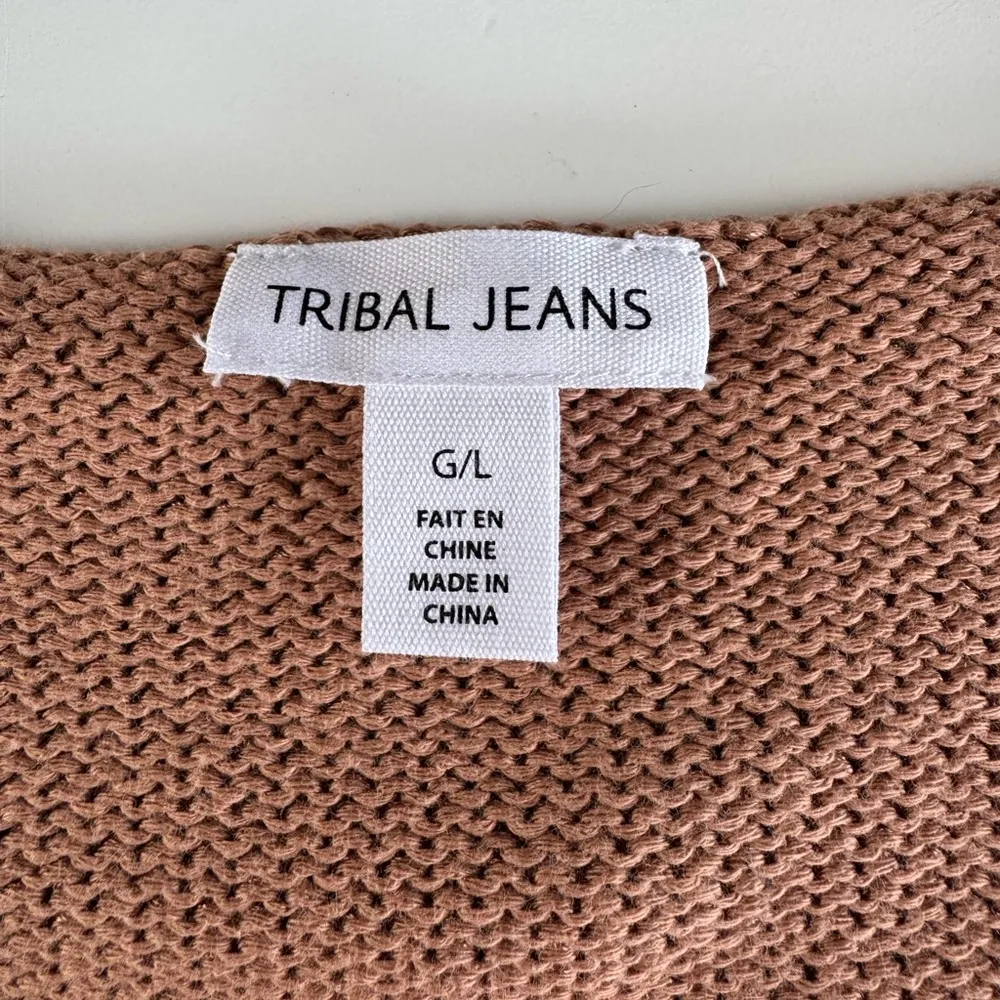 TRIBAL JEANS
G/L
FAIT EN
CHINE
MADE IN
CHINA